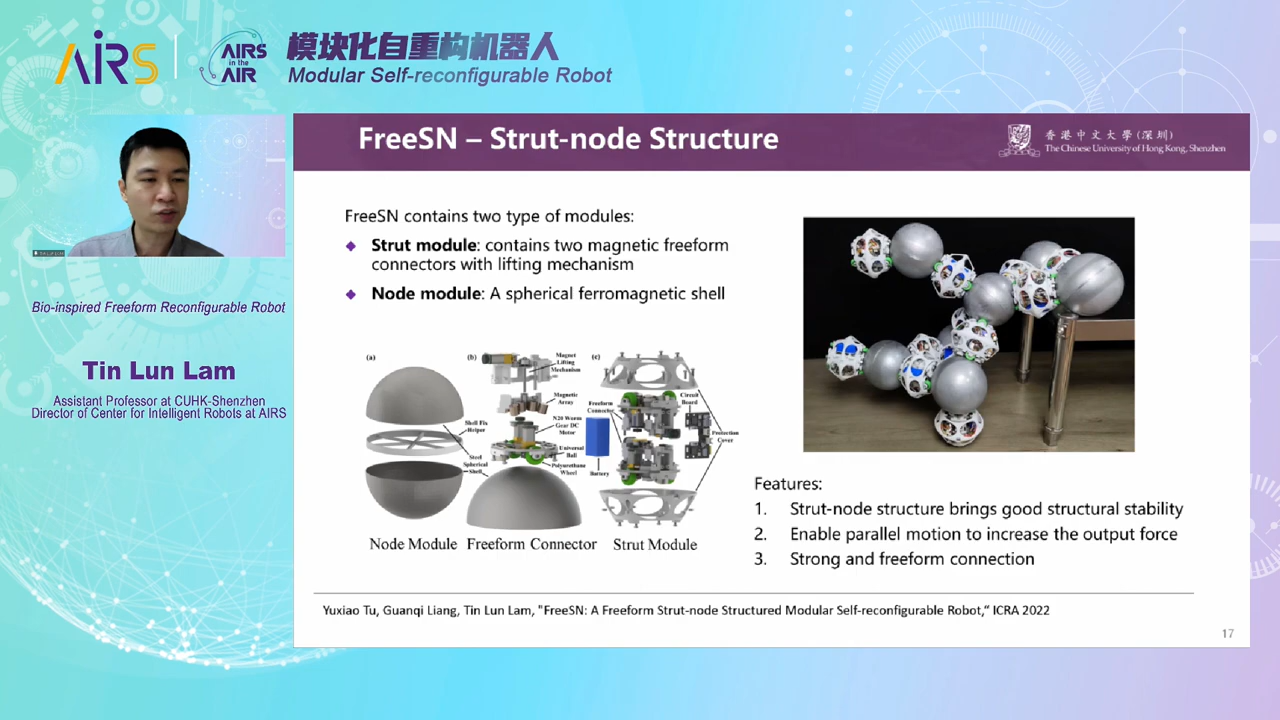 AIRS
AIRS
in the
AIR
模块化自重构机器人
Modular Self-reconfigurable Robot
FreeSN – Strut-node Structure
香港中文大學(深圳)
The Chinese University of Hong Kong, Shenzhen
FreeSN contains two type of modules:
Strut module: contains two magnetic freeform
connectors with lifting mechanism
Node module: A spherical ferromagnetic shell
Bio-inspired Freeform Reconfigurable Robot
Tin Lun Lam
Assistant Professor at CUHK-Shenzhen
Director of Center for Intelligent Robots at AIRS
(a)
(b)
(c)
Magnet
Lifting
Mechanism
Magnetic
Array
N20 Worm
Gear DC
Motor
Universal
Ball
Polyurethane
Wheel
Shell Fix
Helper
Steel
Spherical
Shell
Freeform
Connector
Circuit
Board
Protection
Cover
Battery
Node Module
Freeform Connector
Strut Module
Features:
1. Strut-node structure brings good structural stability
2. Enable parallel motion to increase the output force
3. Strong and freeform connection
Yuxiao Tu, Guanqi Liang, Tin Lun Lam, "FreeSN: A Freeform Strut-node Structured Modular Self-reconfigurable Robot,“ ICRA 2022
17